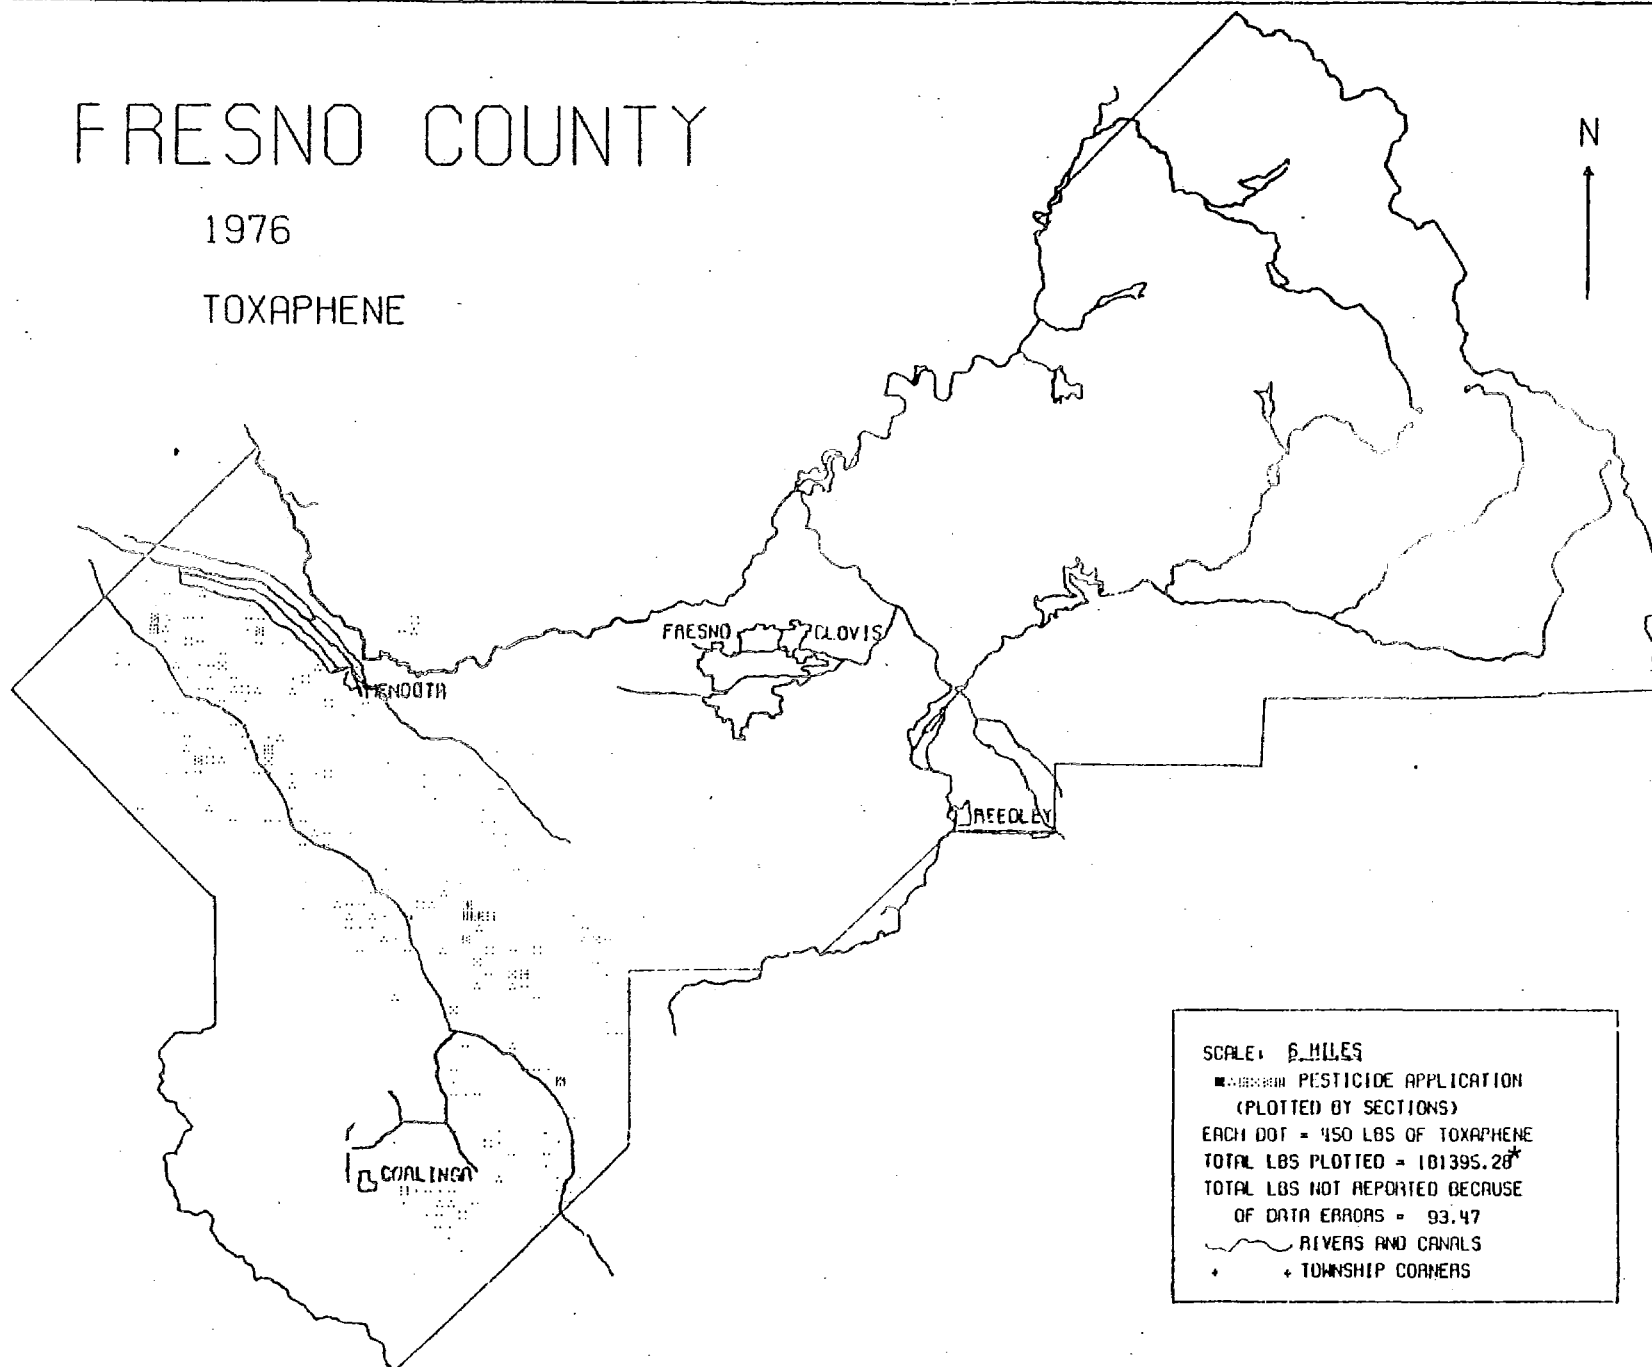 FRESNO COUNTY
N
1976
TOXAPHENE
FRESNO
CLOVIS
MENDOTA
REEDLEY
COALINGA
SCALE: 6 MILES
PESTICIDE APPLICATION
(PLOTTED BY SECTIONS)
EACH DOT = 450 LBS OF TOXAPHENE
TOTAL LBS PLOTTED = 181395.28*
TOTAL LBS NOT REPORTED BECAUSE
OF DATA ERRORS = 93.47
RIVERS AND CANALS
+ + TOWNSHIP CORNERS